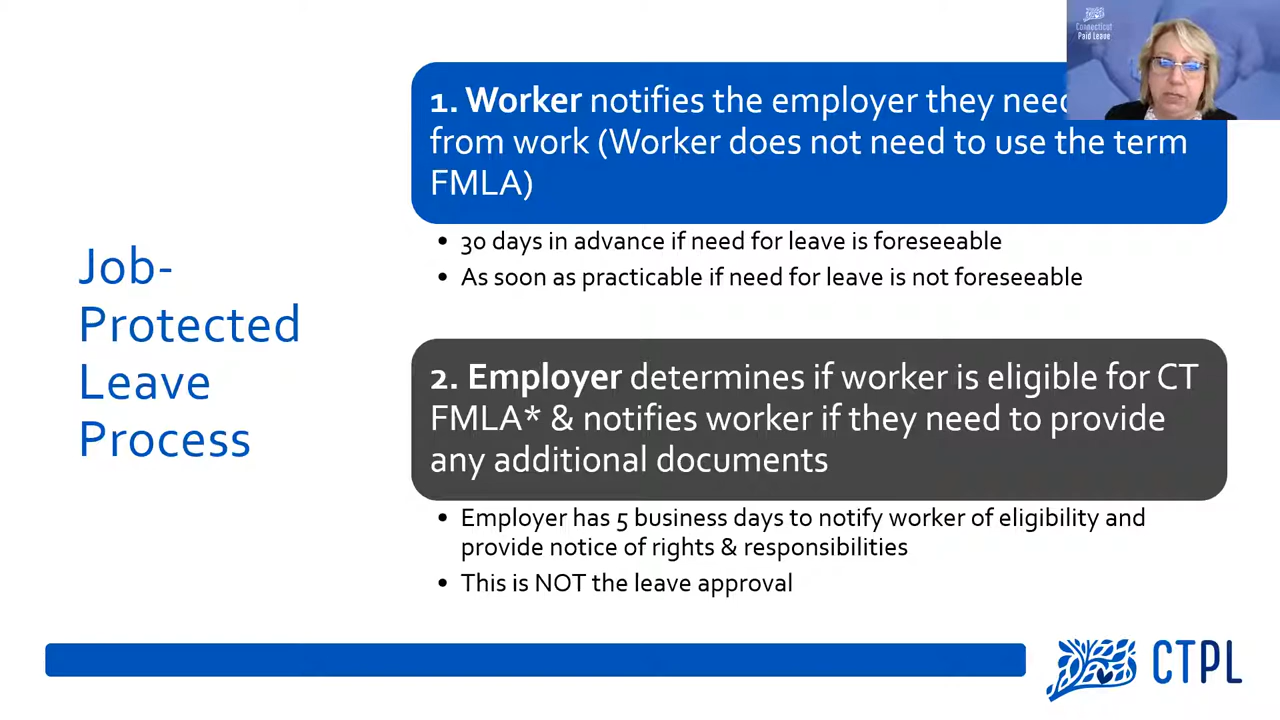 Connecticut
Paid Leave
Job-
Protected
Leave
Process
1. Worker notifies the employer they need
from work (Worker does not need to use the term
FMLA)
• 30 days in advance if need for leave is foreseeable
• As soon as practicable if need for leave is not foreseeable
2. Employer determines if worker is eligible for CT
FMLA* & notifies worker if they need to provide
any additional documents
• Employer has 5 business days to notify worker of eligibility and
provide notice of rights & responsibilities
• This is NOT the leave approval
CTPL